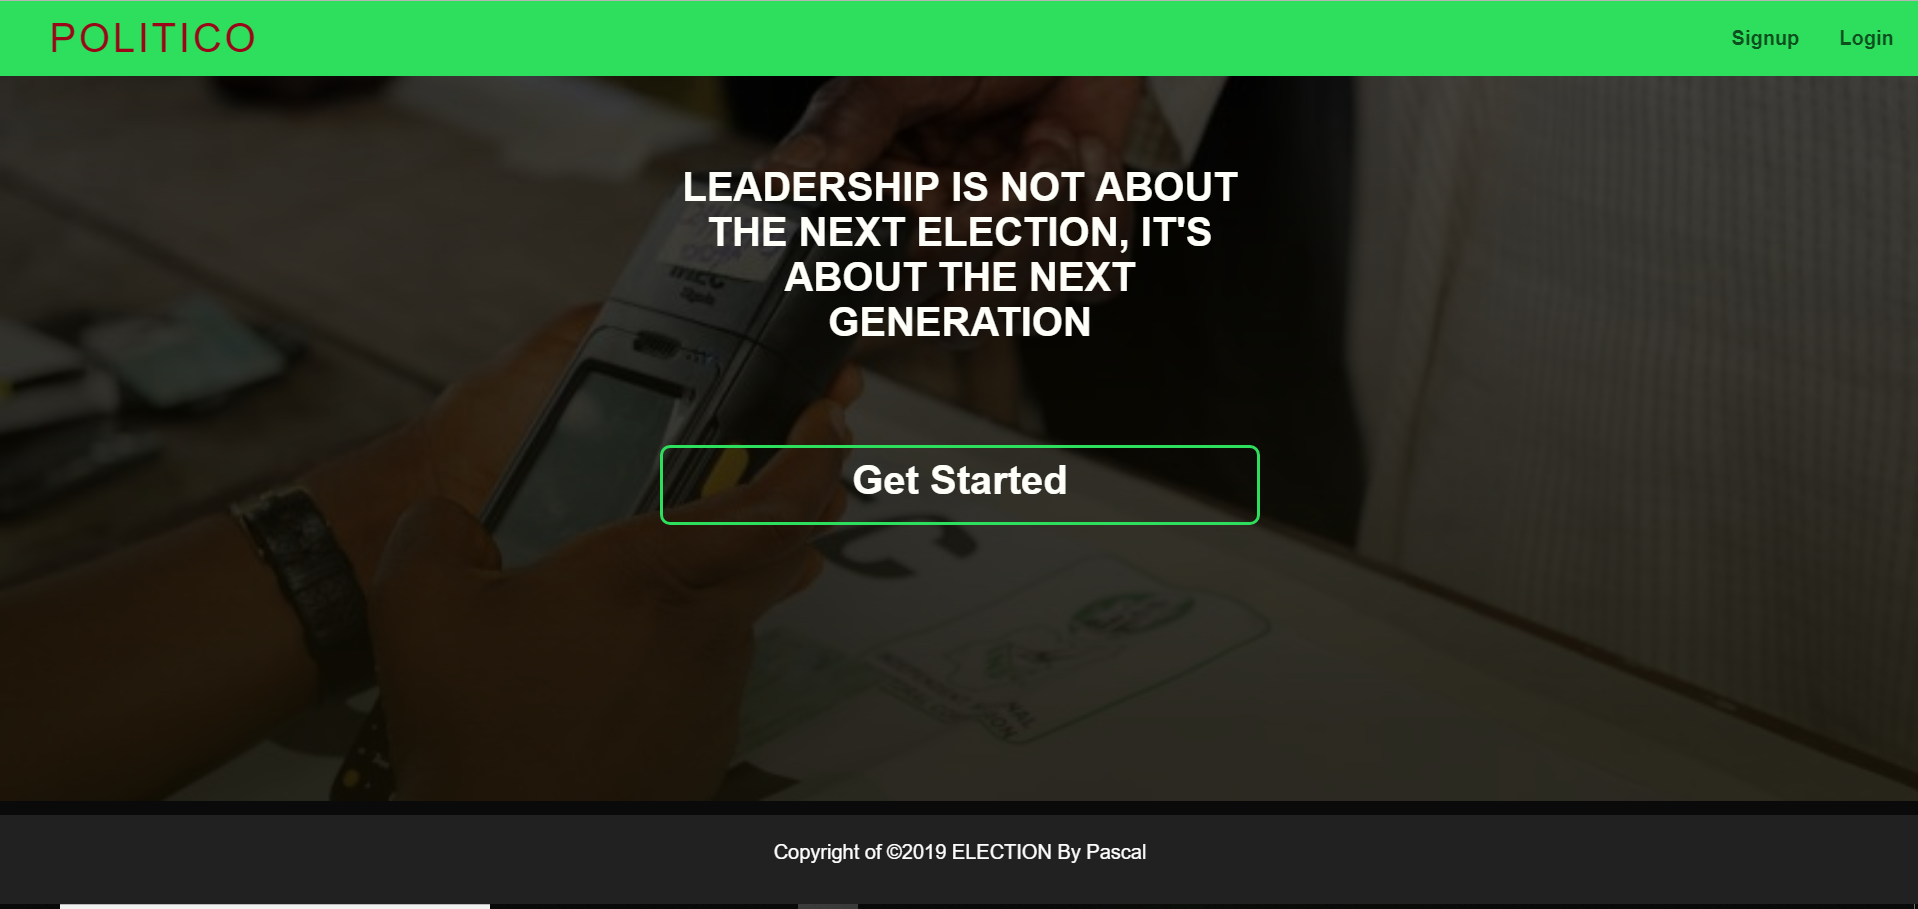 POLITICO
Signup
Login
LEADERSHIP IS NOT ABOUT
THE NEXT ELECTION, IT'S
ABOUT THE NEXT
GENERATION
Get Started
Copyright of ©2019 ELECTION By Pascal